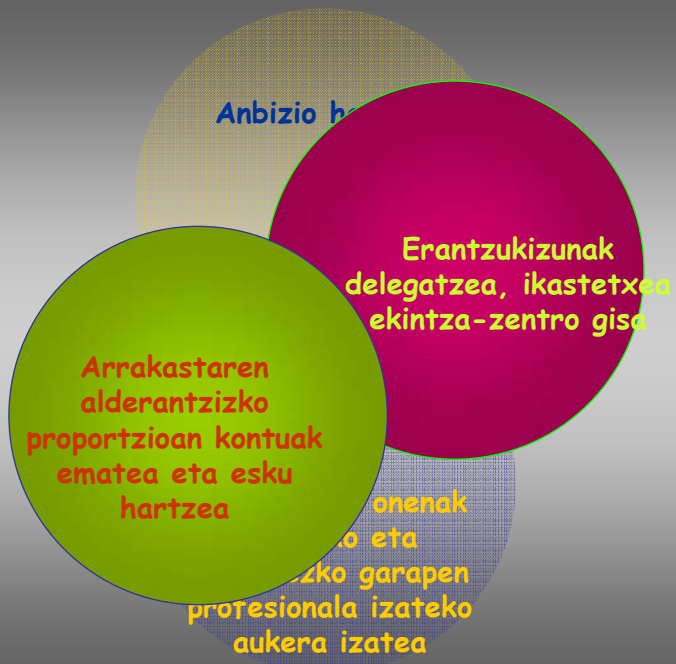 Anbizio
Erantzukizunak
delegatzea, ikastetxea
ekintza-zentro gisa
Arrakastaren
alderantzizko
proportzioan kontuak
ematea eta esku
hartzea
onenak
eta
garapen
profesionala izateko
aukera izatea